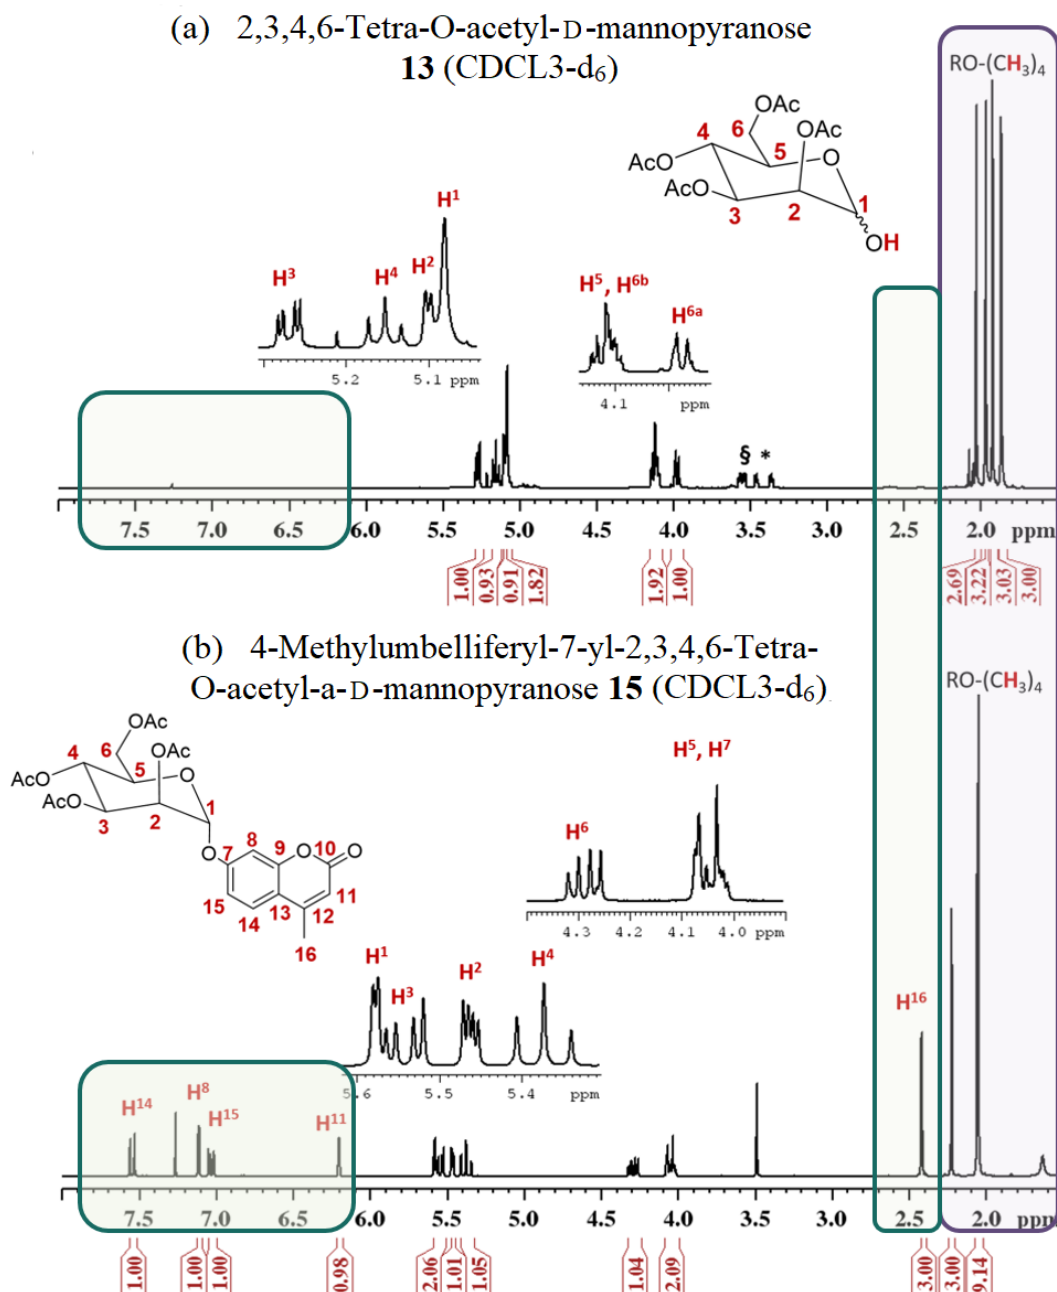 (a) 2,3,4,6-Tetra-O-acetyl-D-mannopyranose
13 (CDCL3-d6)
RO-(CH3)4
OAc
6
OAc
4
5
O
AcO
AcO
3
2
1
OH
H1
H3
H4
H2
5.2 5.1 ppm
H5, H6b
H6a
4.1 ppm
§ *
7.5 7.0 6.5 6.0 5.5 5.0 4.5 4.0 3.5 3.0 2.5 2.0 ppm
1.00 0.93 0.91 1.82 1.92 1.00 2.69 3.22 3.03 3.00
(b) 4-Methylumbelliferyl-7-yl-2,3,4,6-Tetra-
O-acetyl-a-D-mannopyranose 15 (CDCL3-d6)
RO-(CH3)4
OAc
6
OAc
4
5
O
AcO
AcO
3
2
1
O
7
8
9
O
10
O
15
14
13
12
11
16
H5, H7
H6
4.3 4.2 4.1 4.0 ppm
H1
H3
H2
H4
5.6 5.5 5.4 ppm
H16
H14
H8
H15
H11
7.5 7.0 6.5 6.0 5.5 5.0 4.5 4.0 3.5 3.0 2.5 2.0 ppm
1.00 1.00 1.00 0.98 2.06 1.01 1.05 1.04 2.09 3.00 3.00 9.14